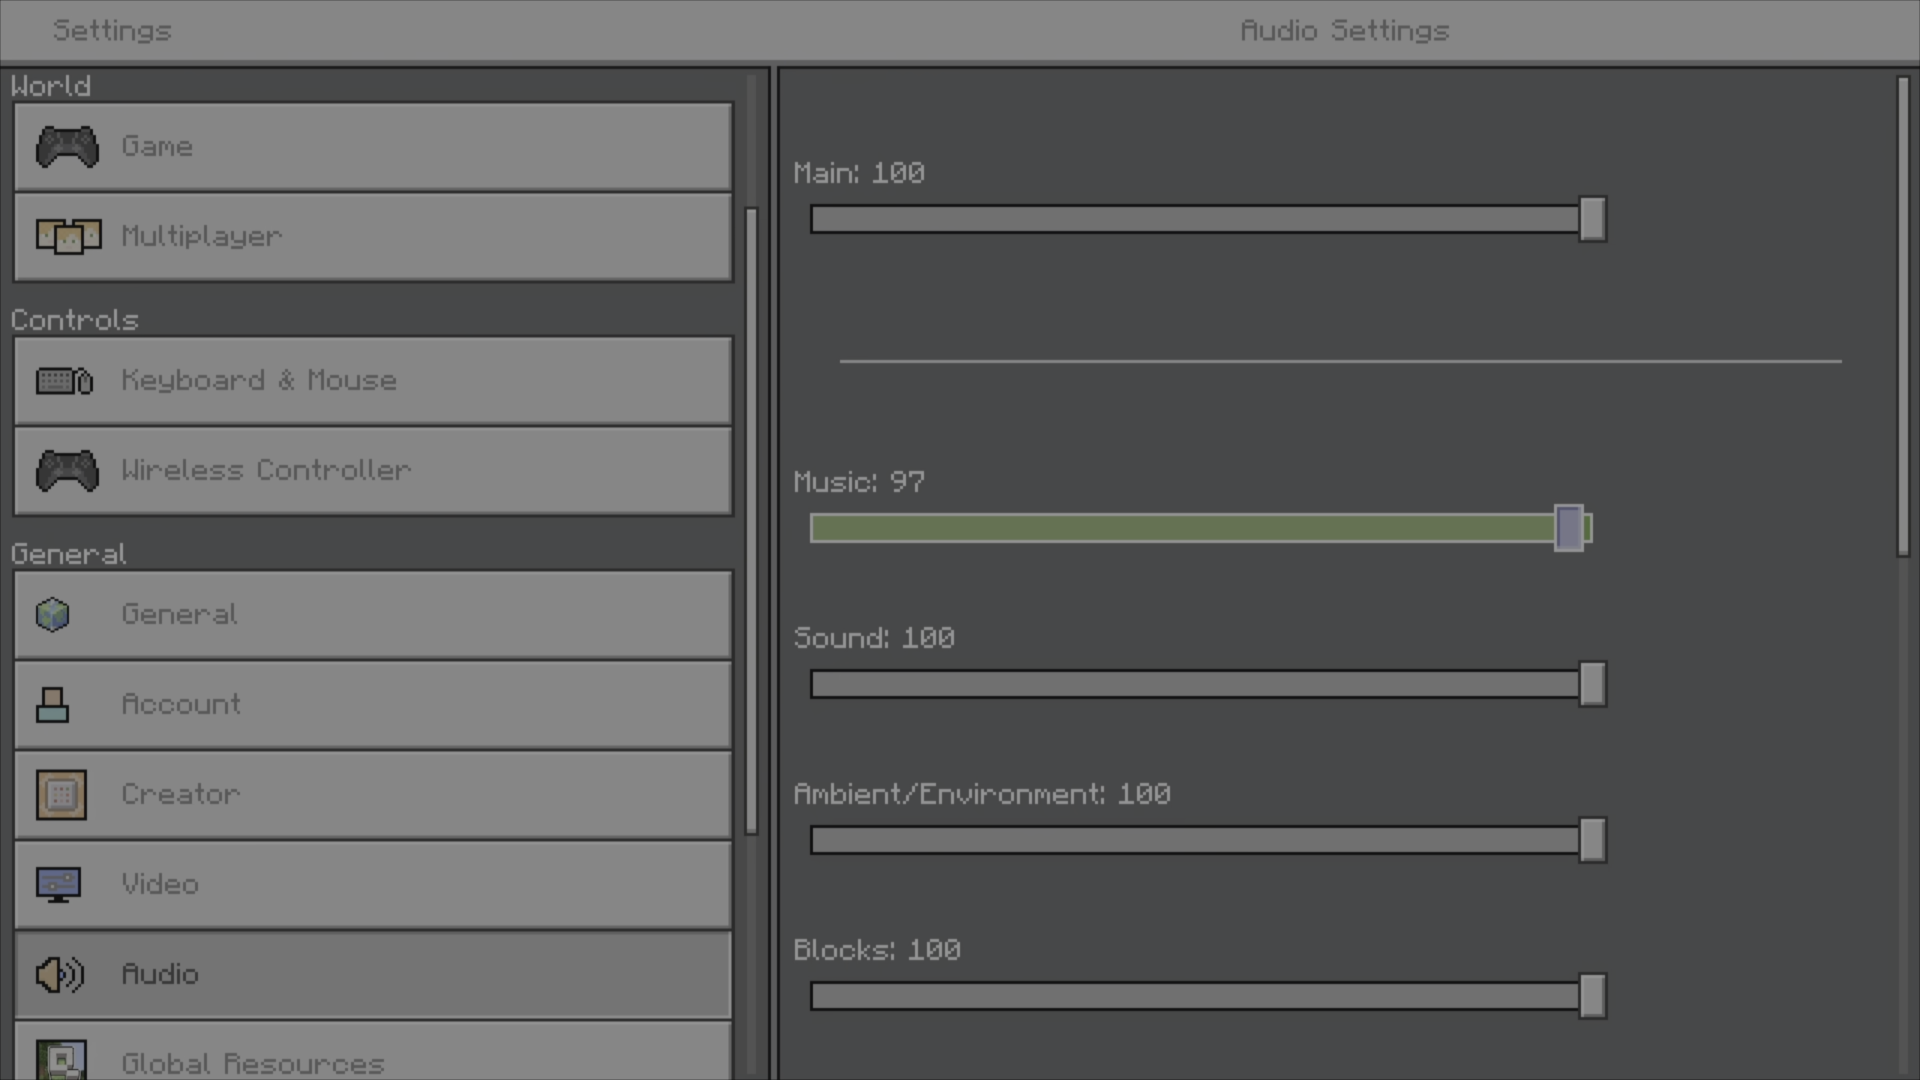 Settings
Audio Settings
World
Game
Multiplayer
Controls
Keyboard & Mouse
Wireless Controller
General
General
Account
Creator
Video
Audio
Global Resources
Main: 100
Music: 97
Sound: 100
Ambient/Environment: 100
Blocks: 100